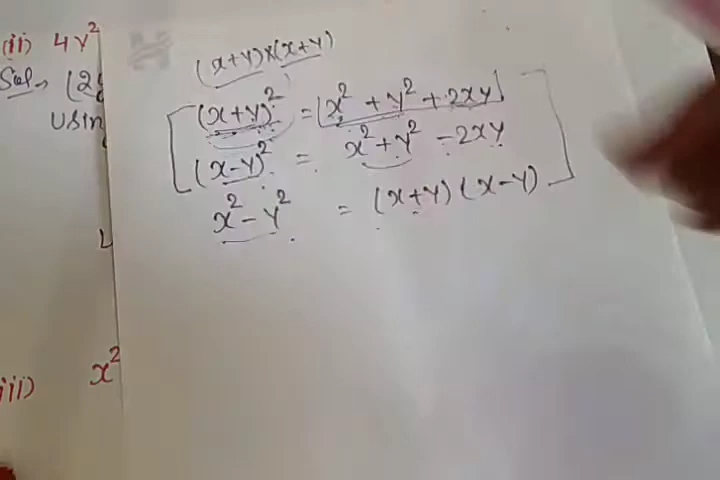 (ii) 4y²
Sol→ (2
usin
(x+y)×(x+y)
(x+y)² = x² + y² + 2xy
(x-y)² = x² + y² - 2xy
x² - y² = (x+y) (x-y)
iii) x²